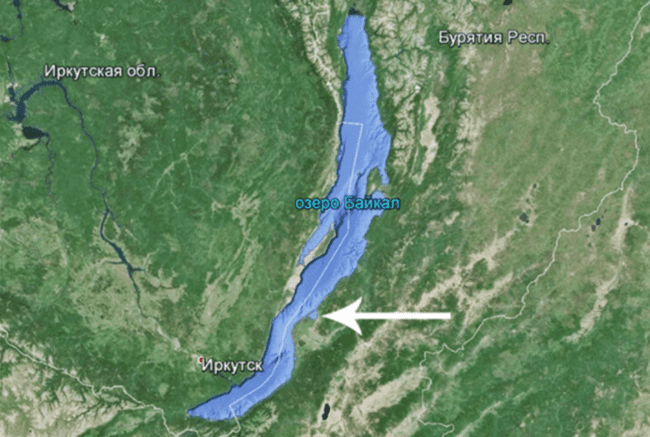 Бурятия Респ.
Иркутская обл.
озеро Байкал
Иркутск